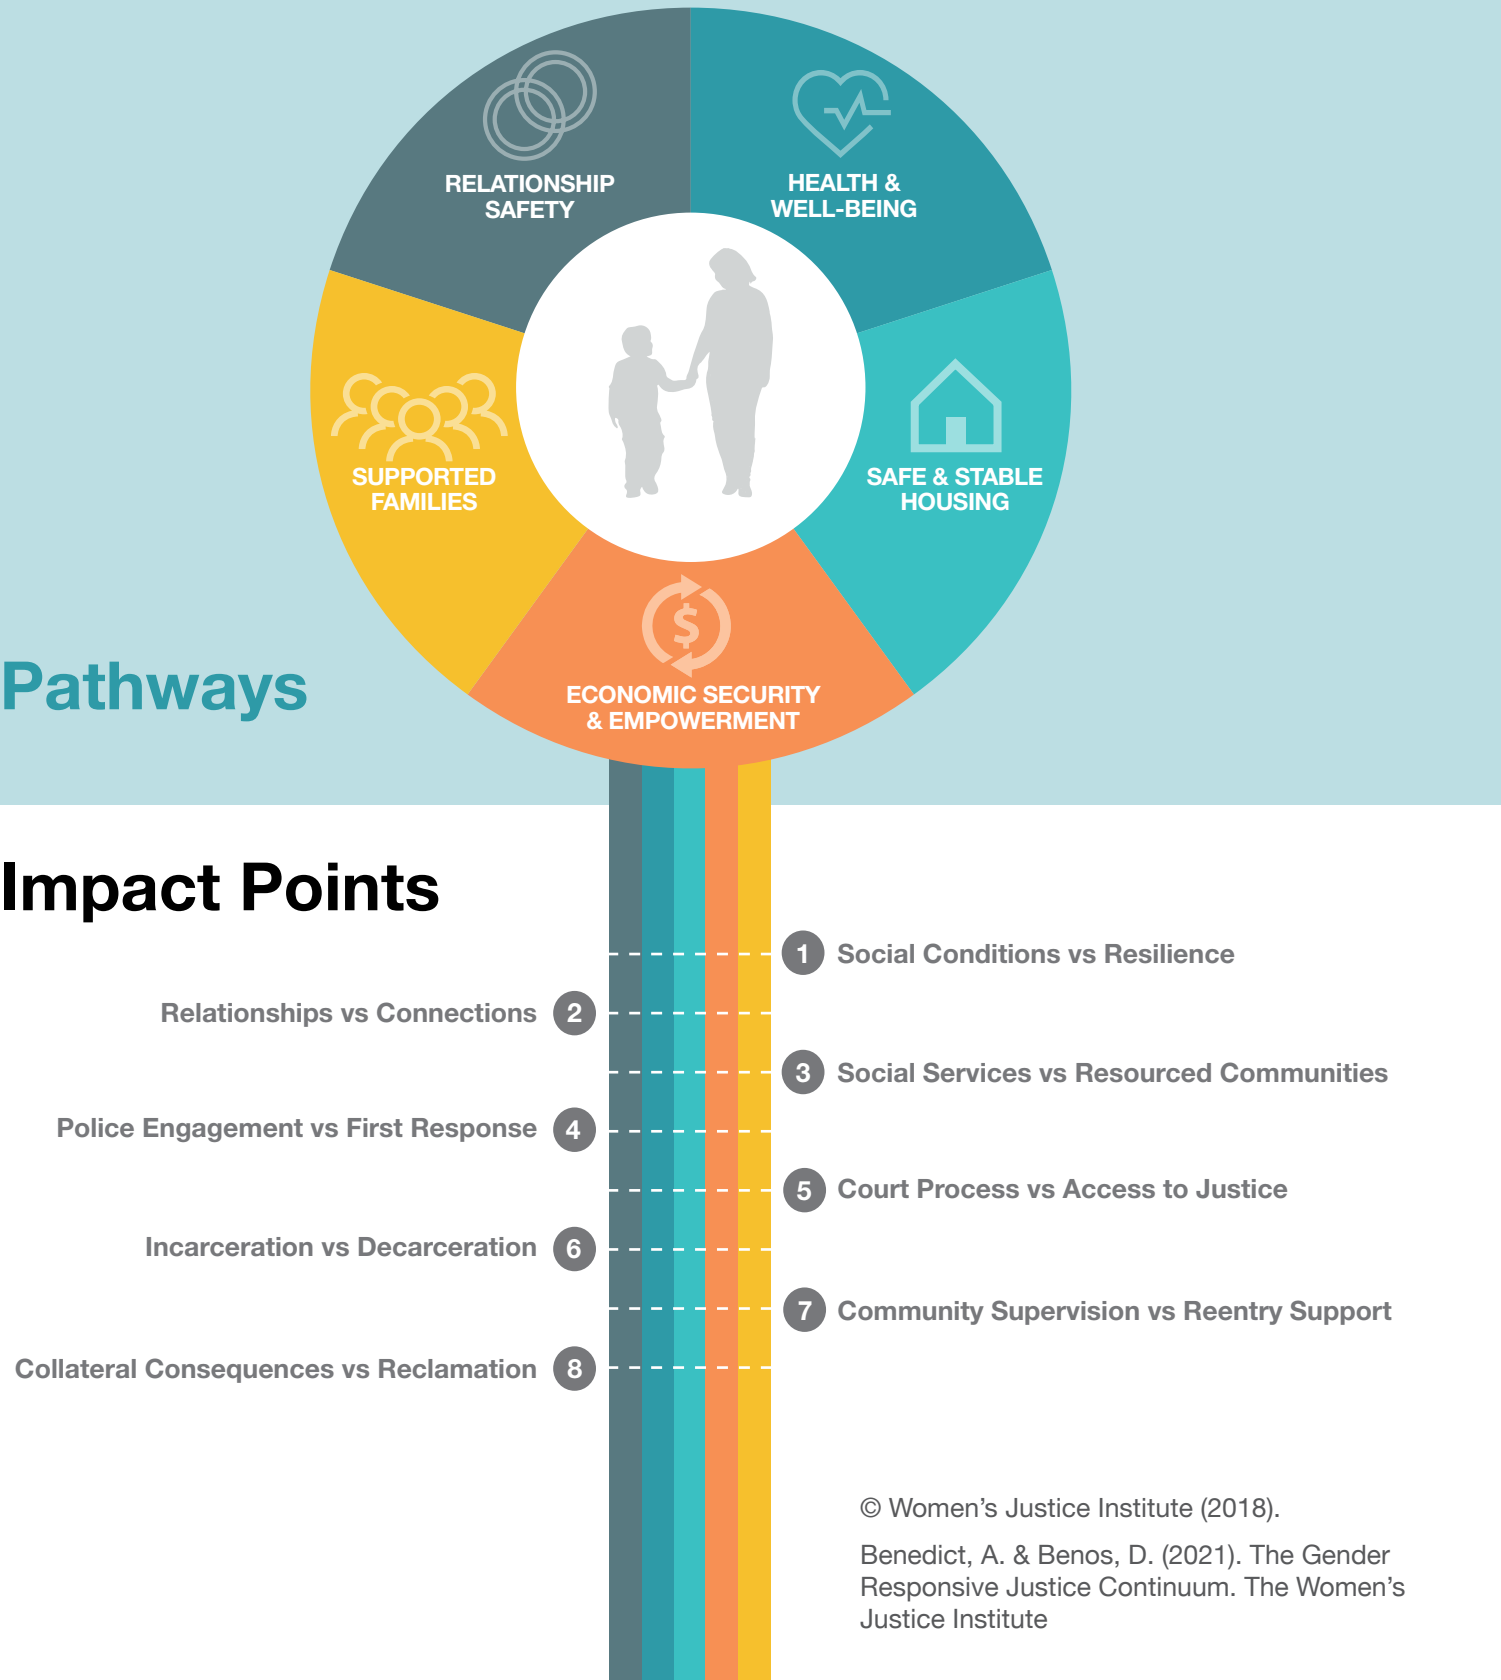 RELATIONSHIP
SAFETY
HEALTH &
WELL-BEING
SUPPORTED
FAMILIES
SAFE & STABLE
HOUSING
$
ECONOMIC SECURITY
& EMPOWERMENT
Pathways
Impact Points
1 Social Conditions vs Resilience
Relationships vs Connections 2
3 Social Services vs Resourced Communities
Police Engagement vs First Response 4
5 Court Process vs Access to Justice
Incarceration vs Decarceration 6
7 Community Supervision vs Reentry Support
Collateral Consequences vs Reclamation 8
© Women’s Justice Institute (2018).
Benedict, A. & Benos, D. (2021). The Gender
Responsive Justice Continuum. The Women’s
Justice Institute